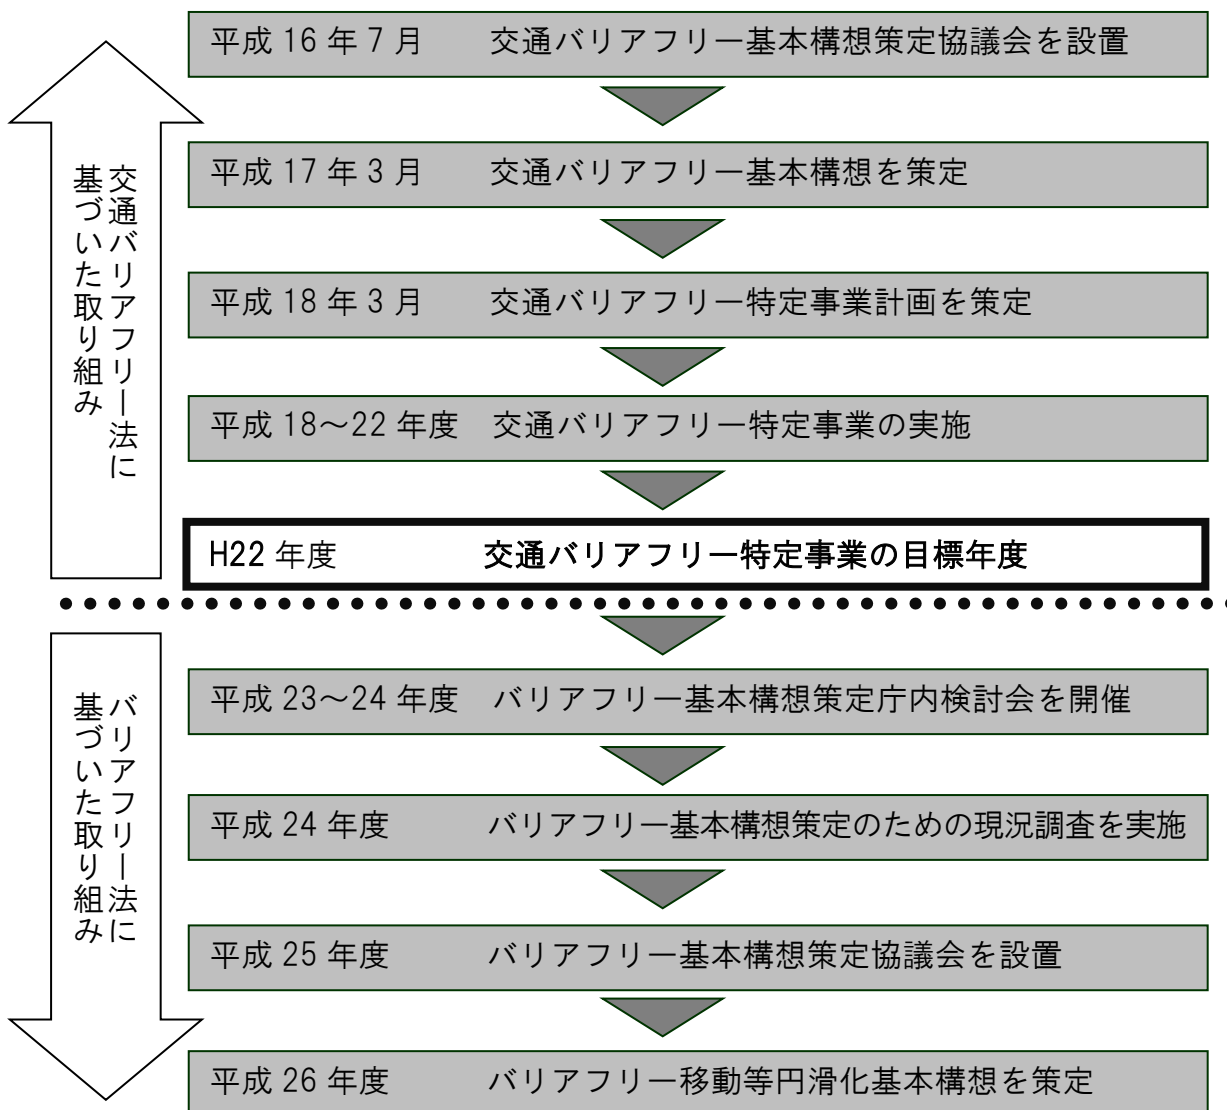 平成 16 年 7 月 交通バリアフリー基本構想策定協議会を設置
平成 17 年 3 月 交通バリアフリー基本構想を策定
平成 18 年 3 月 交通バリアフリー特定事業計画を策定
平成 18～22 年度 交通バリアフリー特定事業の実施
H22 年度 交通バリアフリー特定事業の目標年度
交通バリアフリー法に
基づいた取り組み
平成 23～24 年度 バリアフリー基本構想策定庁内検討会を開催
平成 24 年度 バリアフリー基本構想策定のための現況調査を実施
平成 25 年度 バリアフリー基本構想策定協議会を設置
平成 26 年度 バリアフリー移動等円滑化基本構想を策定
バリアフリー法に
基づいた取り組み